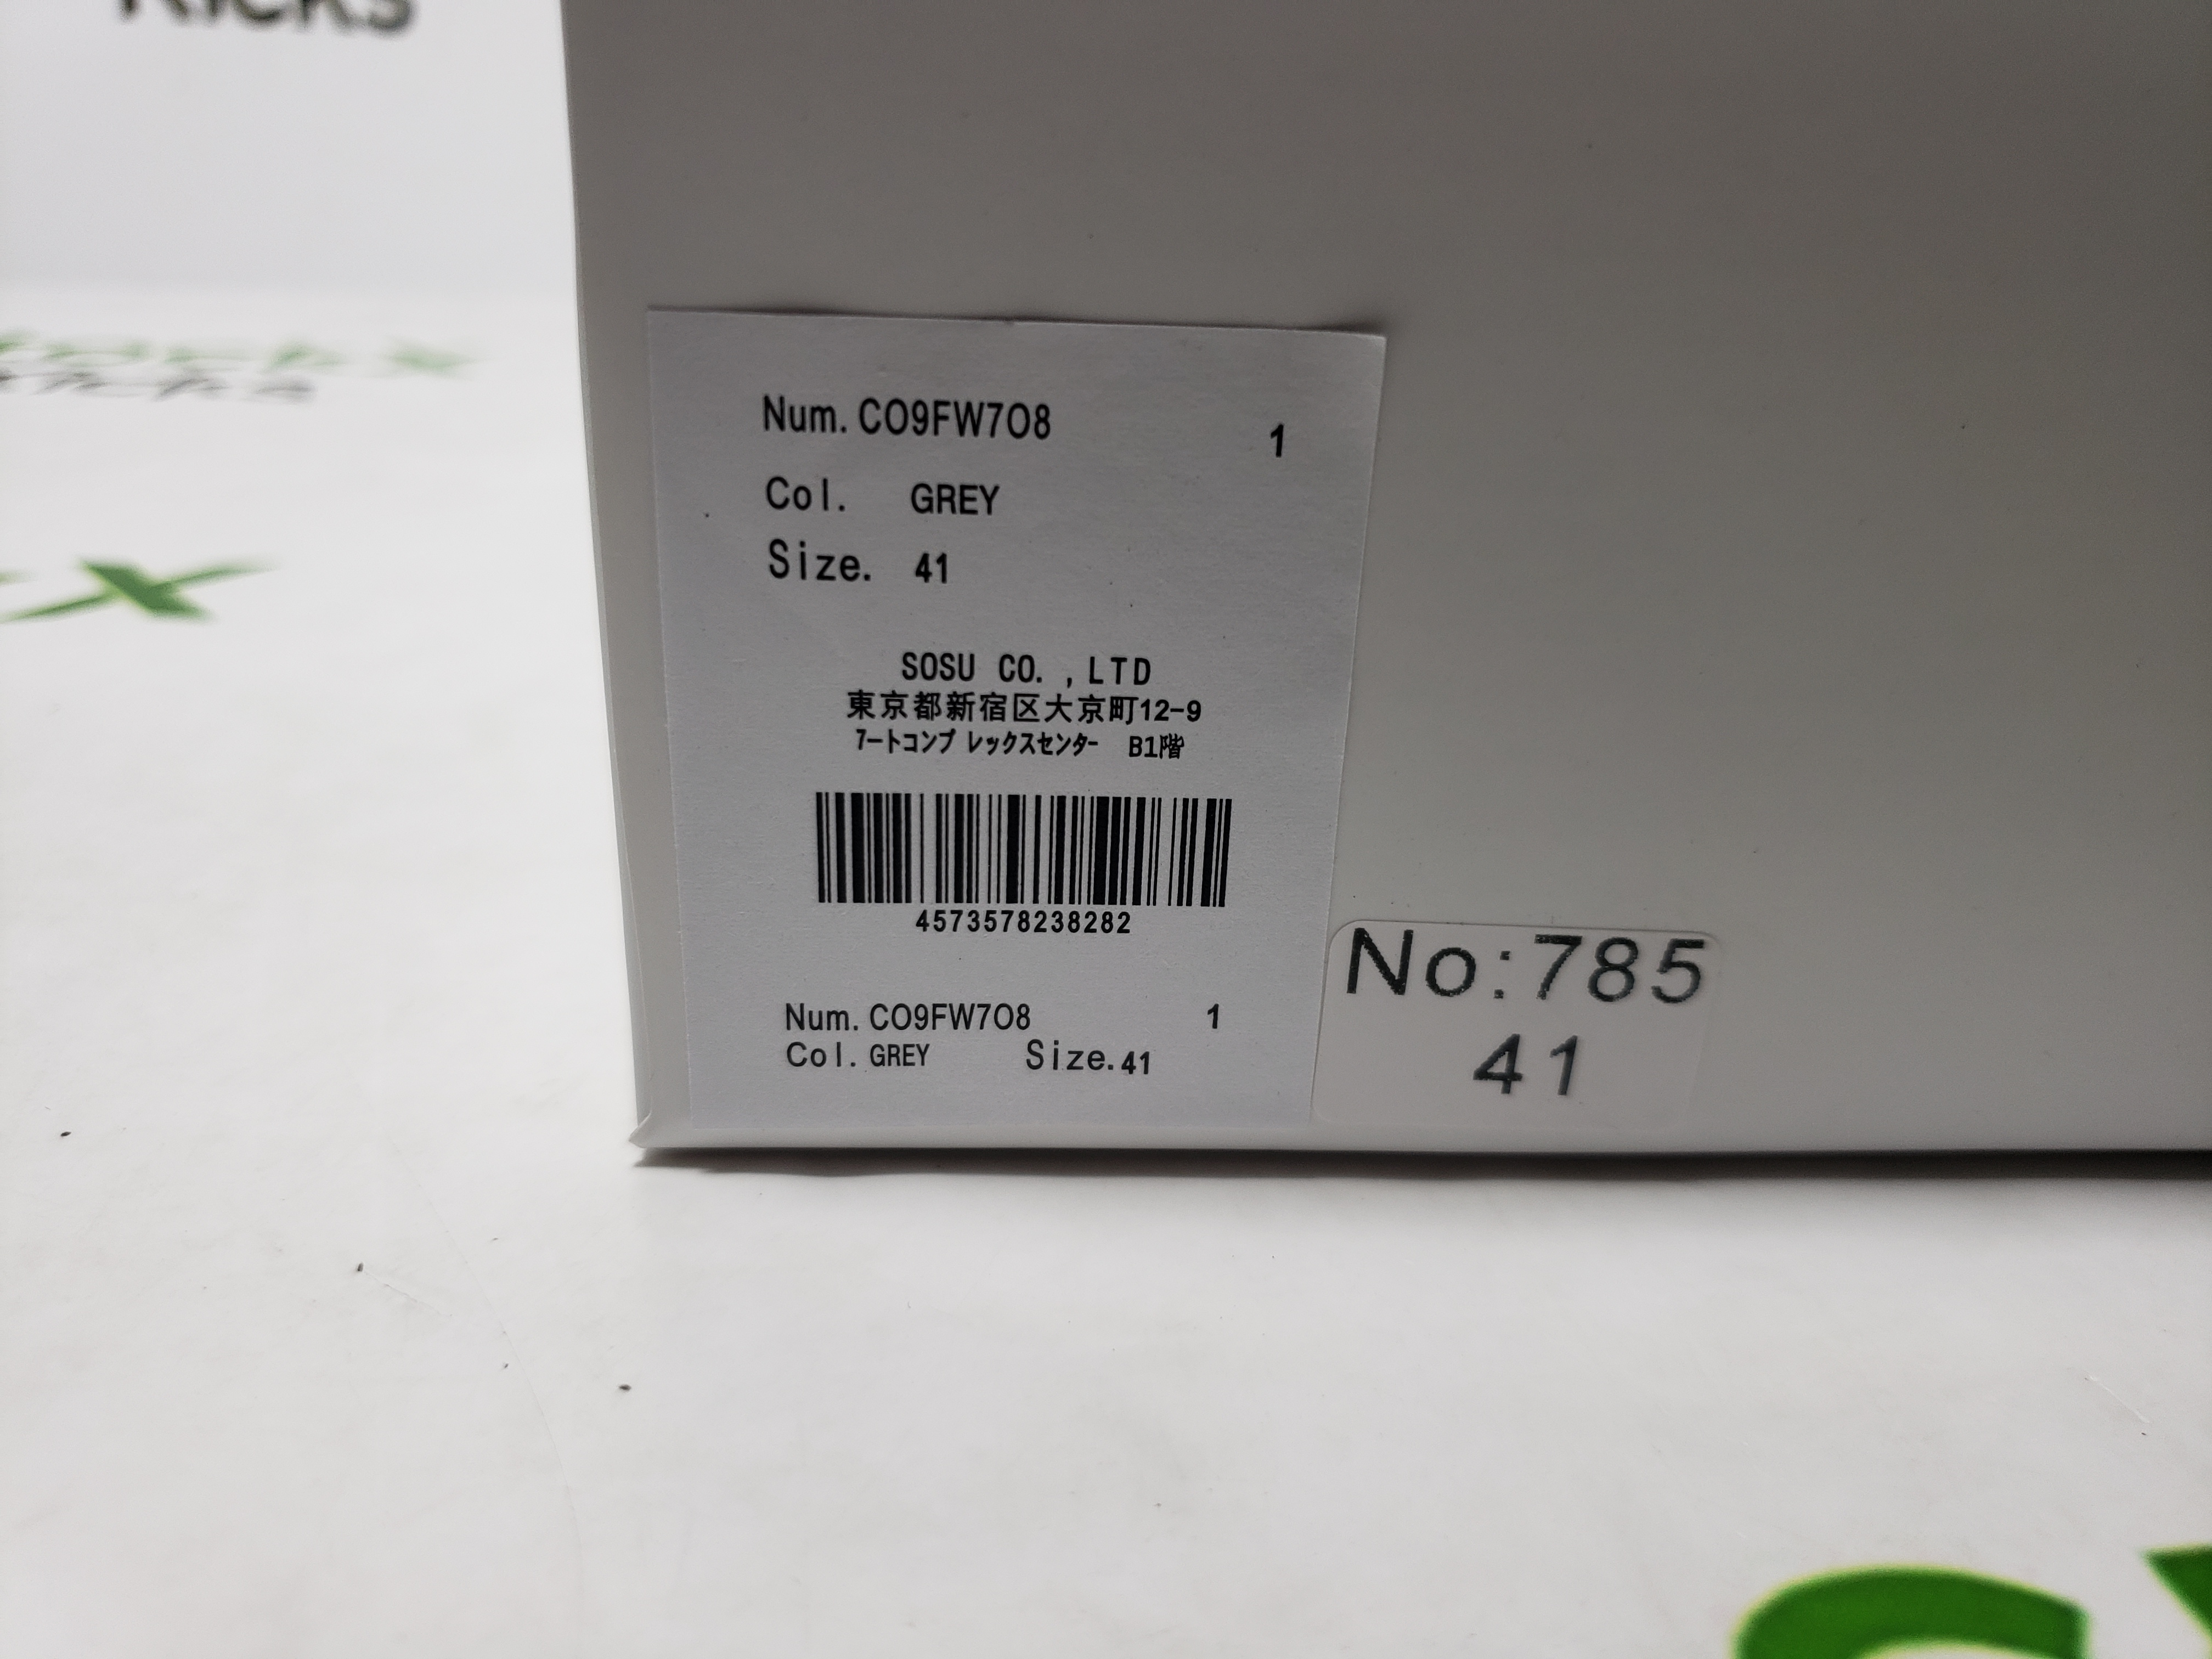 Kicks
X
Num. CO9FW7O8 1
Col. GREY
Size. 41
SOSU CO. ,LTD
東京都新宿区大京町12-9
ｱートコンプ レックスセンター B1階
4573578238282
Num. CO9FW7O8 1
Col. GREY Size. 41
No:785
41